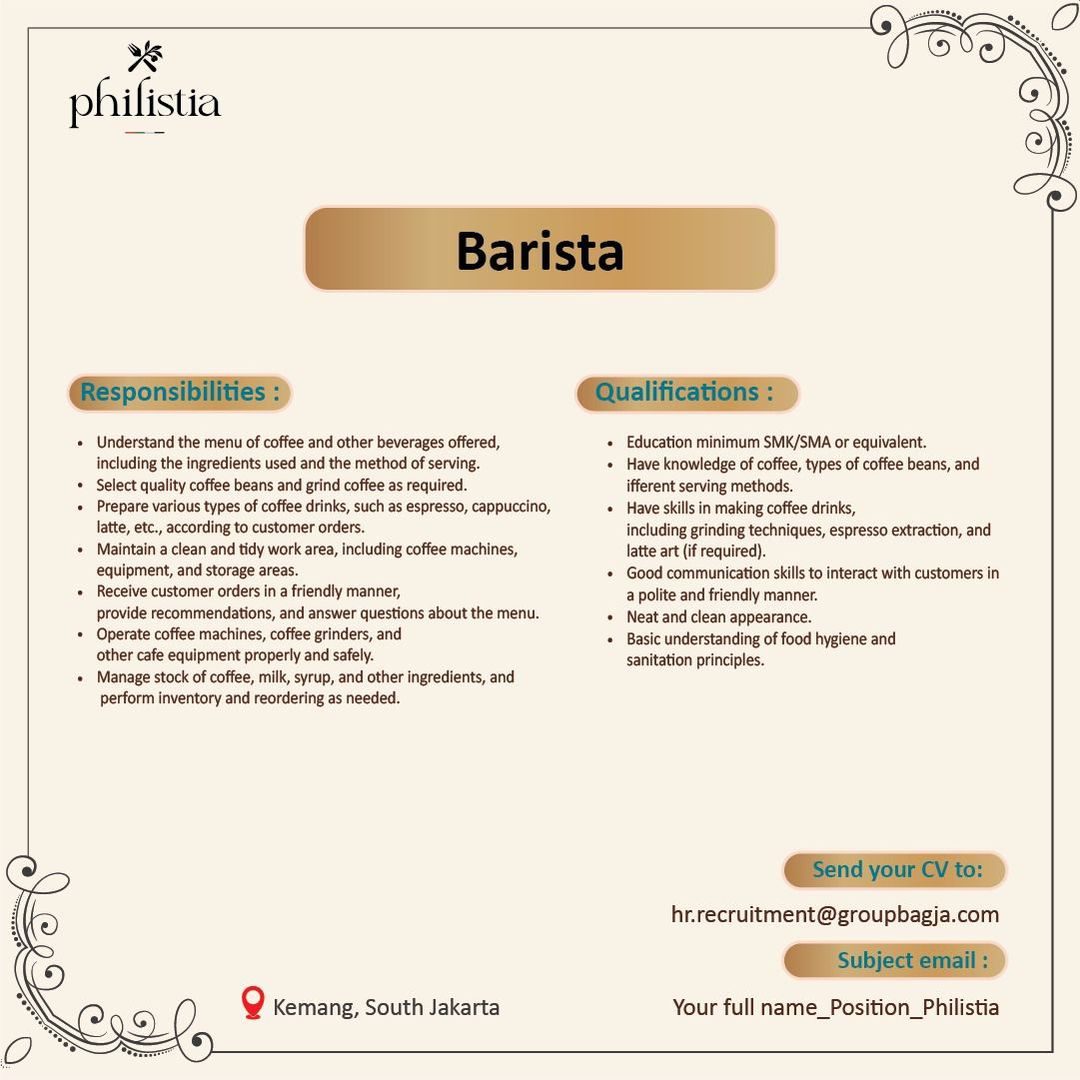 philistia
Barista
Responsibilities :
• Understand the menu of coffee and other beverages offered,
including the ingredients used and the method of serving.
• Select quality coffee beans and grind coffee as required.
• Prepare various types of coffee drinks, such as espresso, cappuccino,
latte, etc., according to customer orders.
• Maintain a clean and tidy work area, including coffee machines,
equipment, and storage areas.
• Receive customer orders in a friendly manner,
provide recommendations, and answer questions about the menu.
• Operate coffee machines, coffee grinders, and
other cafe equipment properly and safely.
• Manage stock of coffee, milk, syrup, and other ingredients, and
perform inventory and reordering as needed.
Qualifications :
• Education minimum SMK/SMA or equivalent.
• Have knowledge of coffee, types of coffee beans, and
ifferent serving methods.
• Have skills in making coffee drinks,
including grinding techniques, espresso extraction, and
latte art (if required).
• Good communication skills to interact with customers in
a polite and friendly manner.
• Neat and clean appearance.
• Basic understanding of food hygiene and
sanitation principles.
Send your CV to:
hr.recruitment@groupbagja.com
Subject email :
Your full name_Position_Philistia
Kemang, South Jakarta